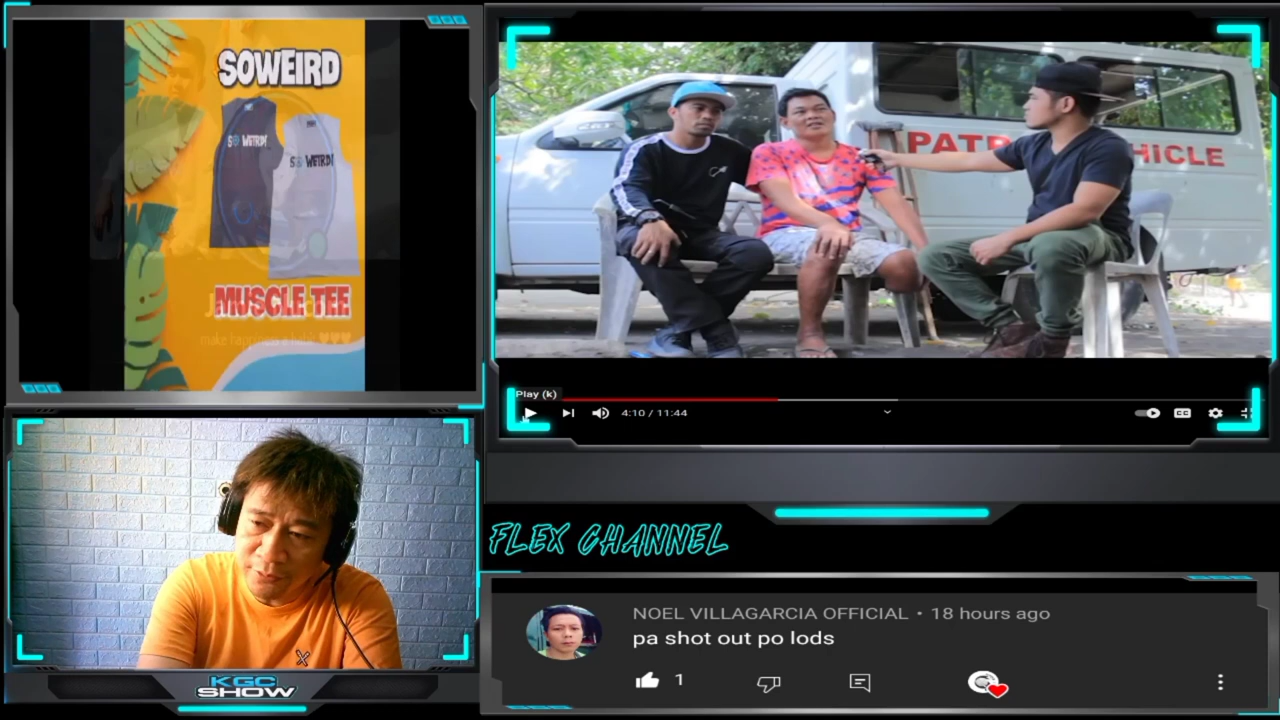 SOWEIRD
SO WEIRD!
SO WEIRD!
MUSCLE TEE
PATR HICLE
Play (k)
4:10 / 11:44
CC
FLEX CHANNEL
NOEL VILLAGARCIA OFFICIAL • 18 hours ago
pa shot out po lods
1
KGC
SHOW